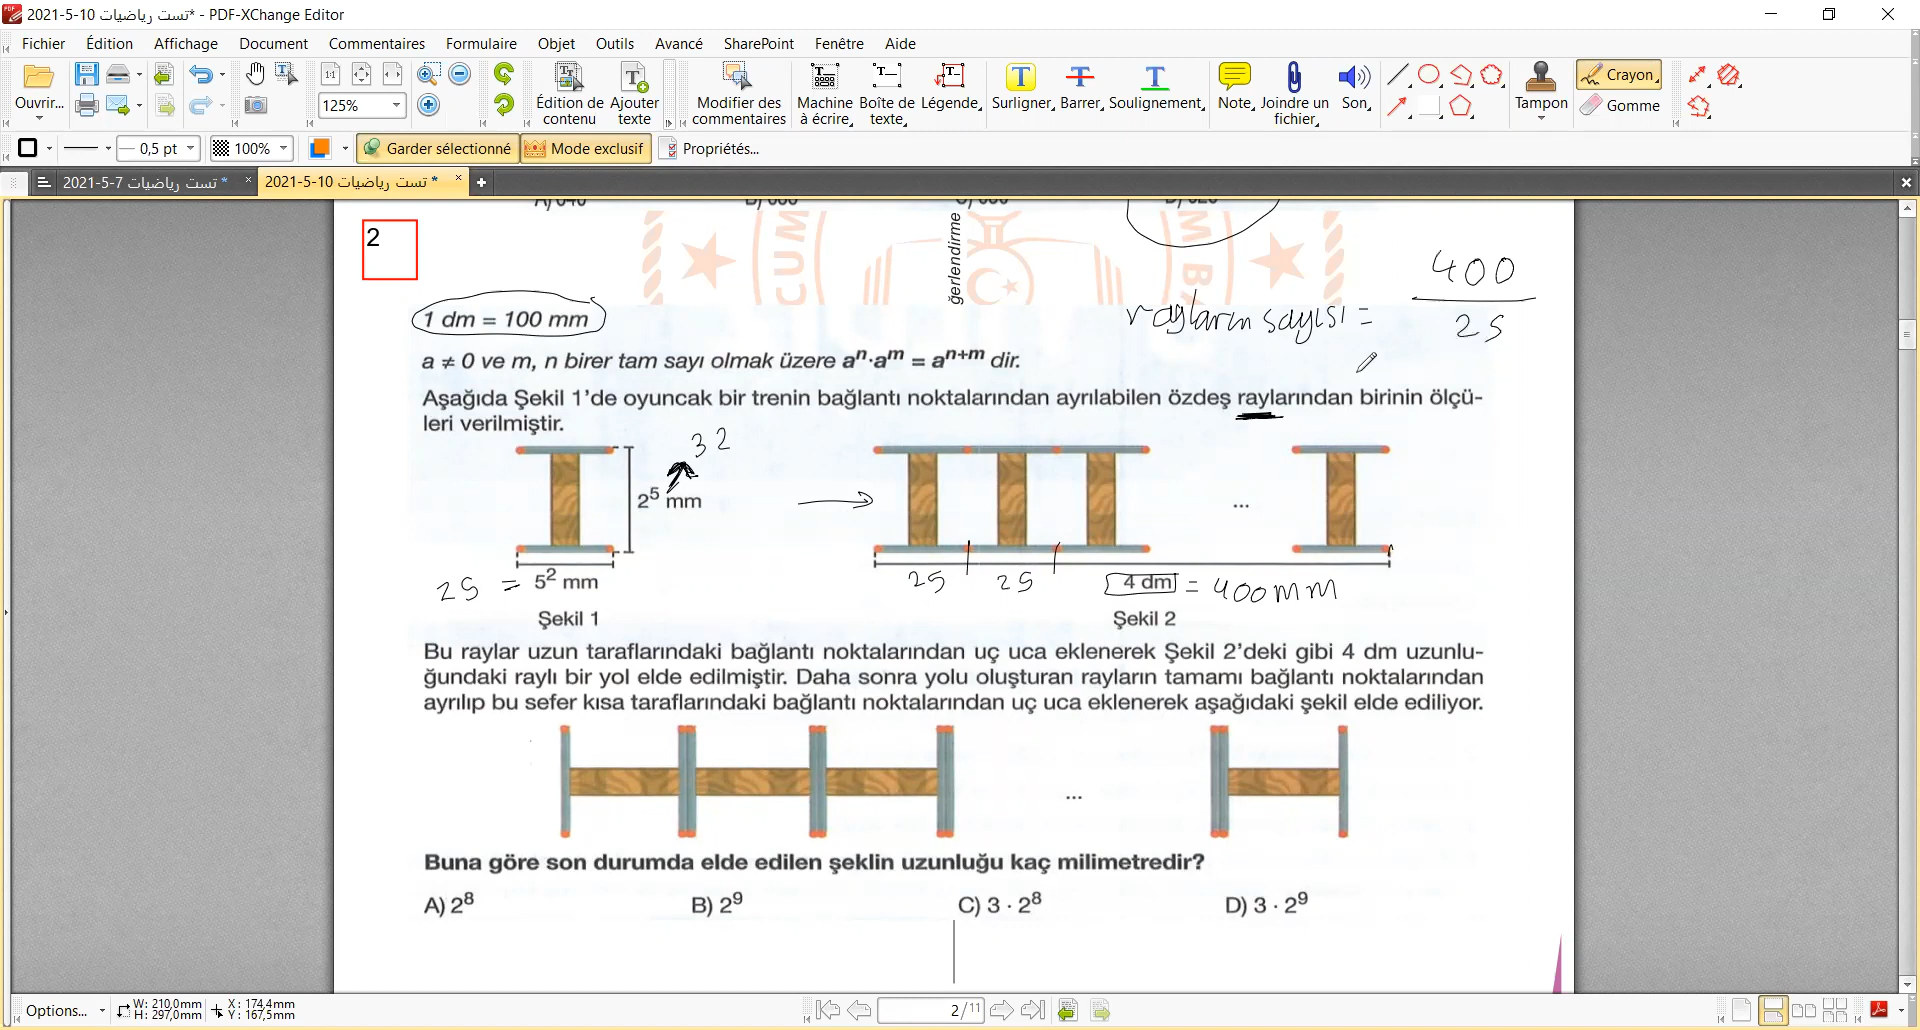 2021-5-10 تست ریاضیات* - PDF-XChange Editor
Fichier Édition Affichage Document Commentaires Formulaire Objet Outils Avancé SharePoint Fenêtre Aide
Ouvrir... 125% Édition de contenu Ajouter texte Modifier des commentaires Machine à écrire Boîte de texte Légende Surligner Barrer Soulignement Note Joindre un fichier Son Tampon Crayon Gomme
0,5 pt 100% Garder sélectionné Mode exclusif Propriétés...
2021-5-7 تست ریاضیات * 2021-5-10 تست ریاضیات *
2
CUM
M BA
ğerlendirme
400
1 dm = 100 mm
rayların sayısı =
25
a ≠ 0 ve m, n birer tam sayı olmak üzere aⁿ·aᵐ = aⁿ⁺ᵐ dir.
Aşağıda Şekil 1'de oyuncak bir trenin bağlantı noktalarından ayrılabilen özdeş raylarından birinin ölçü-
leri verilmiştir.
32
2⁵ mm
...
25 = 5² mm
25 25 4 dm = 400mm
Şekil 1 Şekil 2
Bu raylar uzun taraflarındaki bağlantı noktalarından uç uca eklenerek Şekil 2'deki gibi 4 dm uzunlu-
ğundaki raylı bir yol elde edilmiştir. Daha sonra yolu oluşturan rayların tamamı bağlantı noktalarından
ayrılıp bu sefer kısa taraflarındaki bağlantı noktalarından uç uca eklenerek aşağıdaki şekil elde ediliyor.
...
Buna göre son durumda elde edilen şeklin uzunluğu kaç milimetredir?
A) 2⁸ B) 2⁹ C) 3 · 2⁸ D) 3 · 2⁹
Options... W: 210,0mm X: 174,4mm 2/11
H: 297,0mm Y: 167,5mm